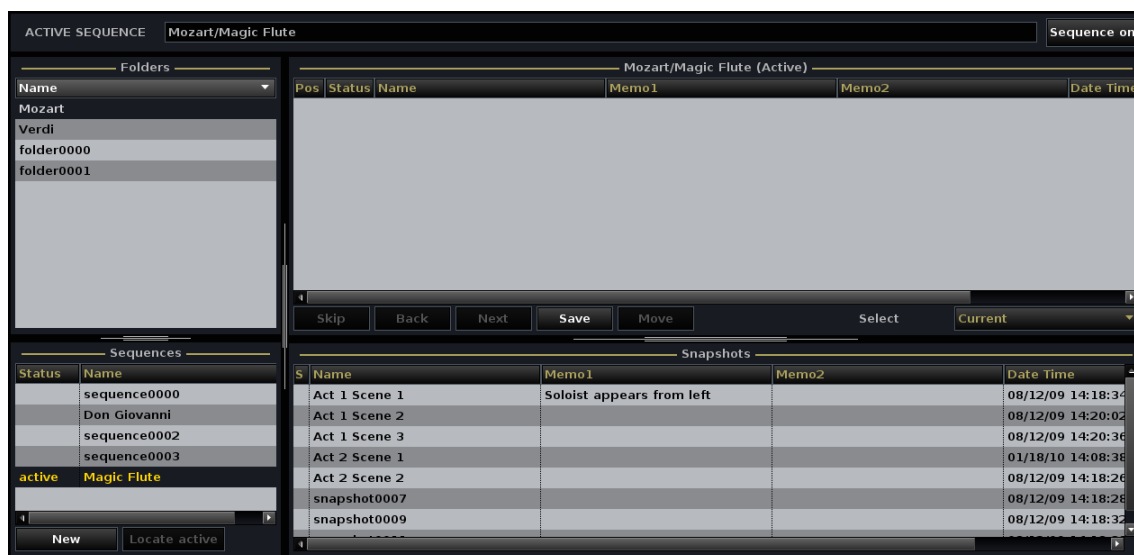 ACTIVE SEQUENCE Mozart/Magic Flute Sequence on
Folders
Name
Mozart
Verdi
folder0000
folder0001
Mozart/Magic Flute (Active)
Pos Status Name Memo1 Memo2 Date Time
Skip Back Next Save Move Select Current
Sequences
Status Name
sequence0000
Don Giovanni
sequence0002
sequence0003
active Magic Flute
New Locate active
Snapshots
S Name Memo1 Memo2 Date Time
Act 1 Scene 1 Soloist appears from left 08/12/09 14:18:34
Act 1 Scene 2 08/12/09 14:20:02
Act 1 Scene 3 08/12/09 14:20:36
Act 2 Scene 1 01/18/10 14:08:38
Act 2 Scene 2 08/12/09 14:18:26
snapshot0007 08/12/09 14:18:28
snapshot0009 08/12/09 14:18:32